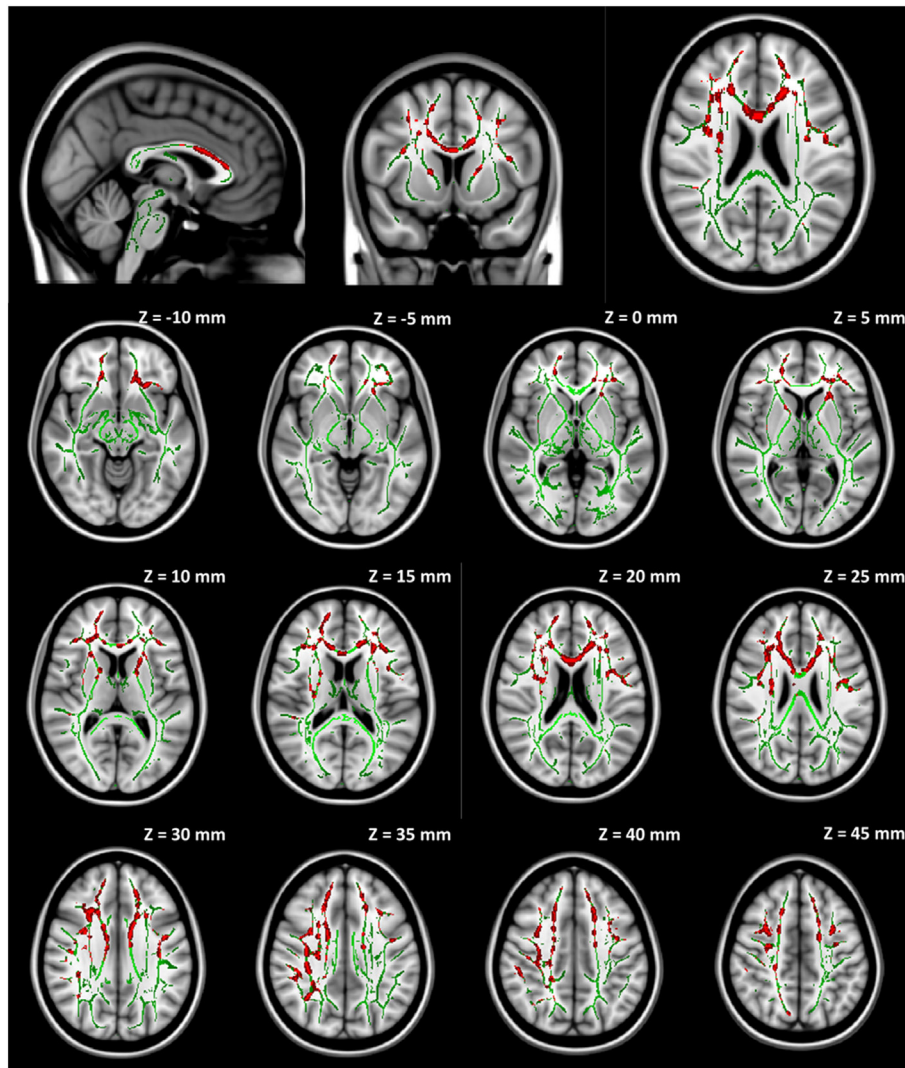 Z = -10 mm
Z = -5 mm
Z = 0 mm
Z = 5 mm
Z = 10 mm
Z = 15 mm
Z = 20 mm
Z = 25 mm
Z = 30 mm
Z = 35 mm
Z = 40 mm
Z = 45 mm